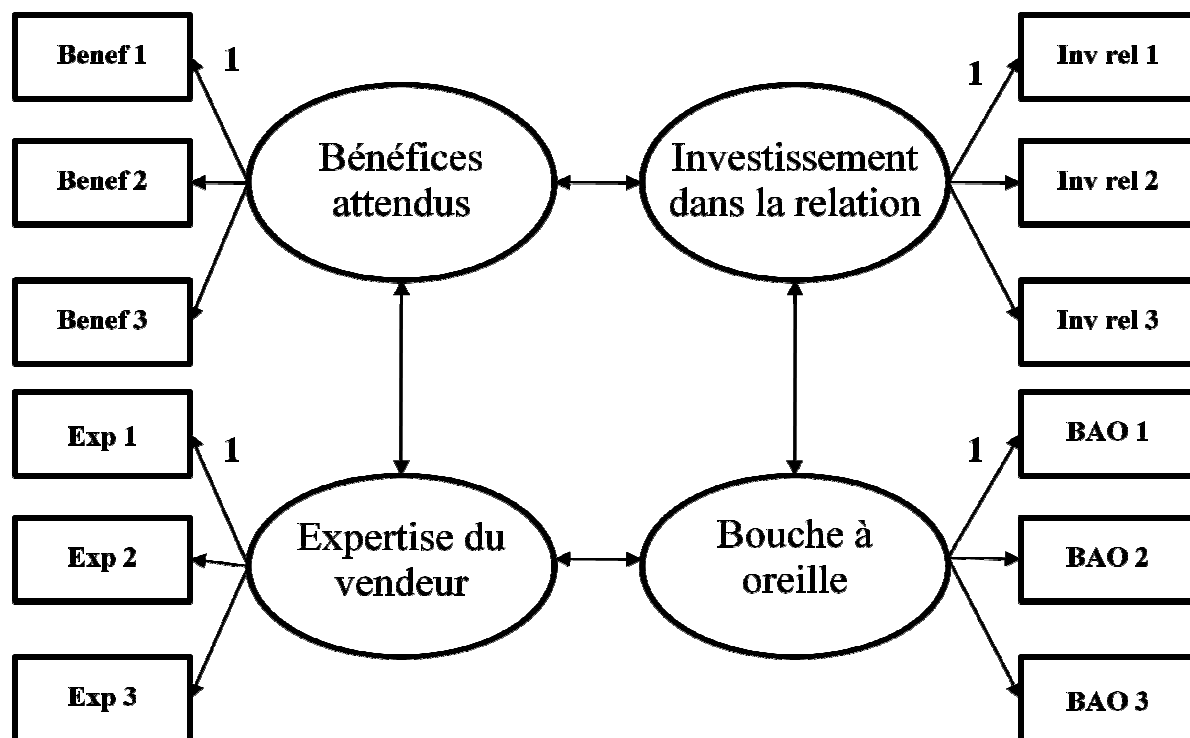 Benef 1
1
Benef 2
Benef 3
Bénéfices
attendus
Investissement
dans la relation
1
Inv rel 1
Inv rel 2
Inv rel 3
Exp 1
1
Exp 2
Exp 3
Expertise du
vendeur
Bouche à
oreille
1
BAO 1
BAO 2
BAO 3